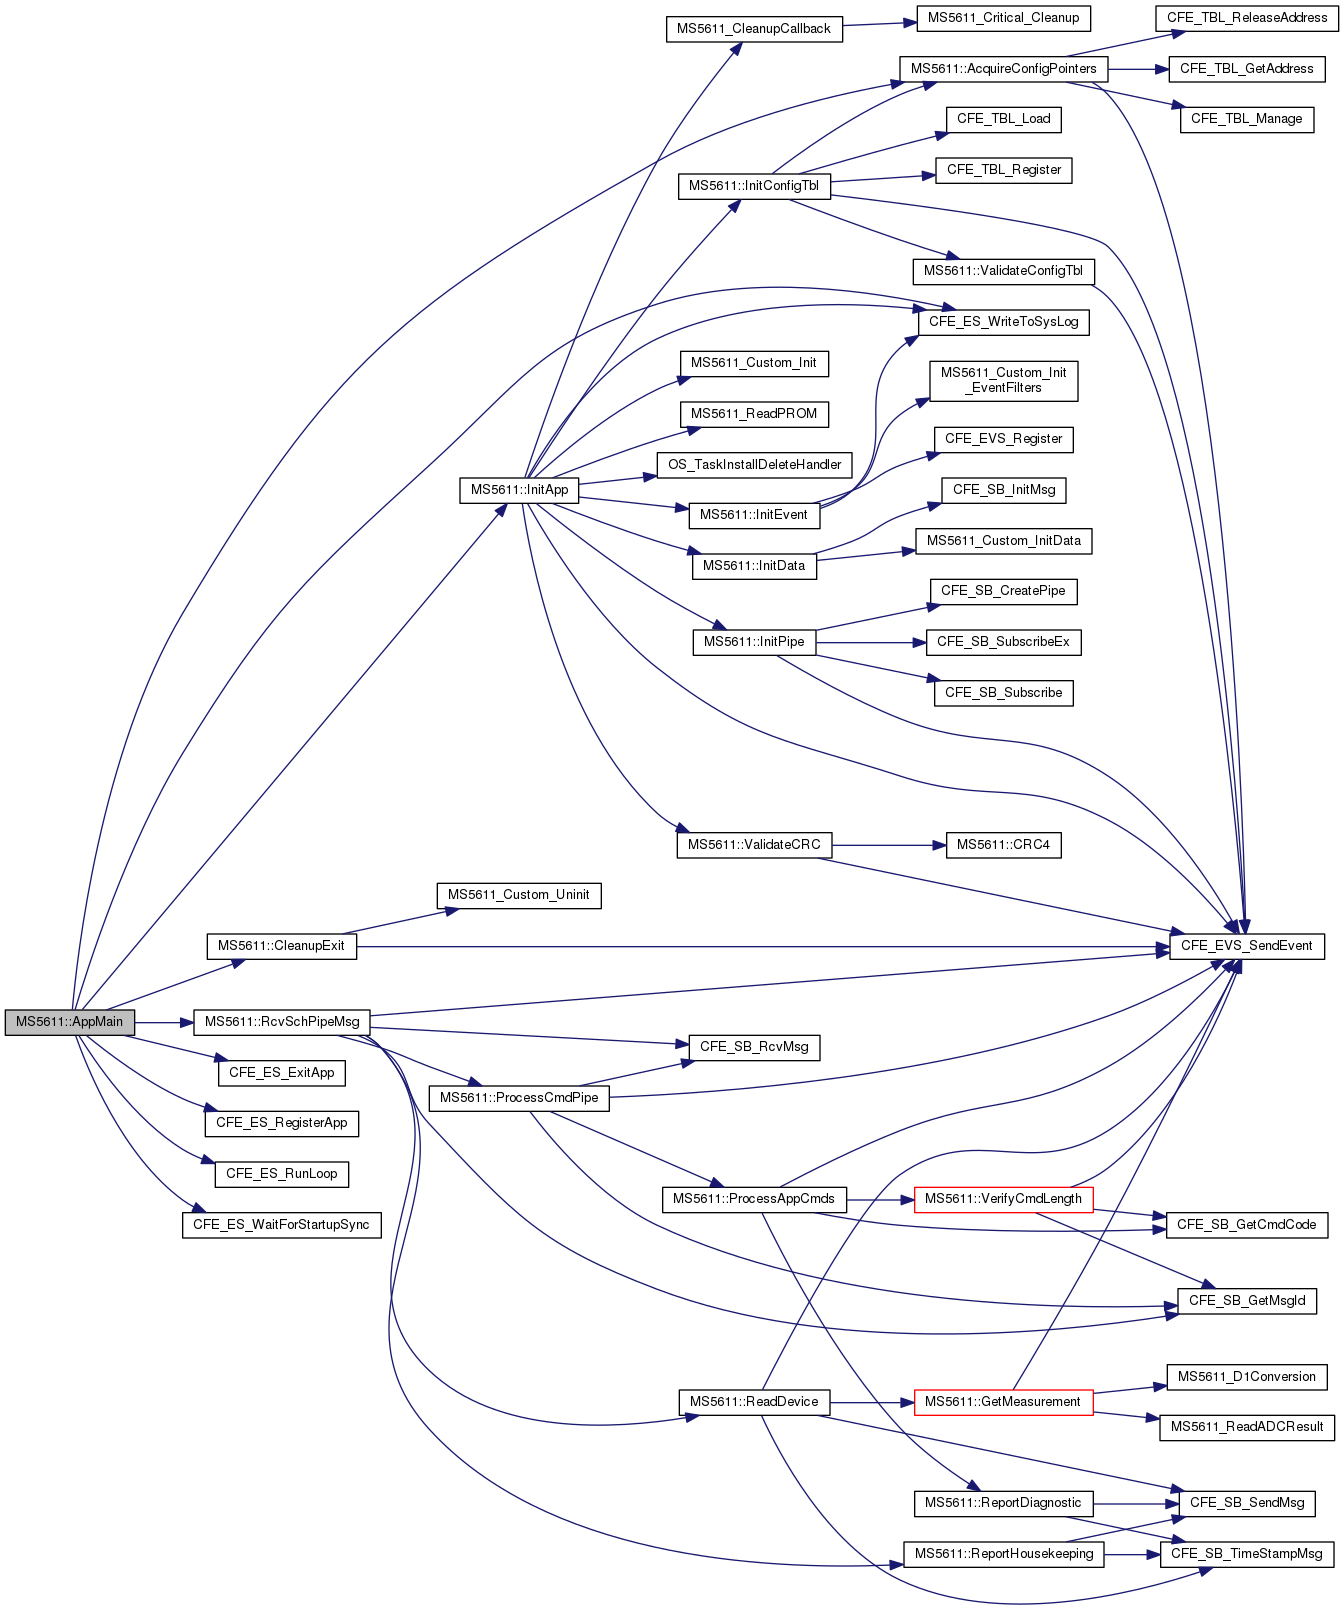 MS5611_CleanupCallback
MS5611_Critical_Cleanup
CFE_TBL_ReleaseAddress
MS5611::AcquireConfigPointers
CFE_TBL_GetAddress
CFE_TBL_Load
CFE_TBL_Manage
CFE_TBL_Register
MS5611::InitConfigTbl
MS5611::ValidateConfigTbl
CFE_ES_WriteToSysLog
MS5611_Custom_Init
MS5611_Custom_Init
_EventFilters
MS5611_ReadPROM
CFE_EVS_Register
OS_TaskInstallDeleteHandler
MS5611::InitApp
CFE_SB_InitMsg
MS5611::InitEvent
MS5611_Custom_InitData
MS5611::InitData
CFE_SB_CreatePipe
MS5611::InitPipe
CFE_SB_SubscribeEx
CFE_SB_Subscribe
MS5611::ValidateCRC
MS5611::CRC4
MS5611_Custom_Uninit
MS5611::CleanupExit
CFE_EVS_SendEvent
MS5611::AppMain
MS5611::RcvSchPipeMsg
CFE_SB_RcvMsg
CFE_ES_ExitApp
MS5611::ProcessCmdPipe
CFE_ES_RegisterApp
CFE_ES_RunLoop
MS5611::ProcessAppCmds
MS5611::VerifyCmdLength
CFE_ES_WaitForStartupSync
CFE_SB_GetCmdCode
CFE_SB_GetMsgId
MS5611_D1Conversion
MS5611::ReadDevice
MS5611::GetMeasurement
MS5611_ReadADCResult
MS5611::ReportDiagnostic
CFE_SB_SendMsg
MS5611::ReportHousekeeping
CFE_SB_TimeStampMsg